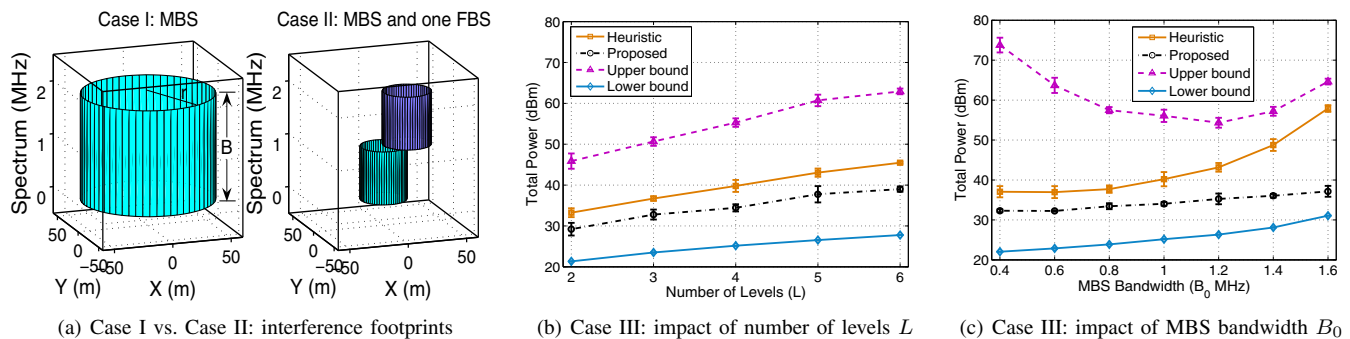 Case I: MBS
Spectrum (MHz)
2
1
0
r
B
50
0
−50
−50
0
50
Y (m)
X (m)
Case II: MBS and one FBS
Spectrum (MHz)
2
1
0
50
0
−50
−50
0
50
Y (m)
X (m)
(a) Case I vs. Case II: interference footprints
Total Power (dBm)
80
70
60
50
40
30
20
Heuristic
Proposed
Upper bound
Lower bound
2 3 4 5 6
Number of Levels (L)
(b) Case III: impact of number of levels L
Total Power (dBm)
80
70
60
50
40
30
20
Heuristic
Proposed
Upper bound
Lower bound
0.4 0.6 0.8 1 1.2 1.4 1.6
MBS Bandwidth (B₀ MHz)
(c) Case III: impact of MBS bandwidth B₀